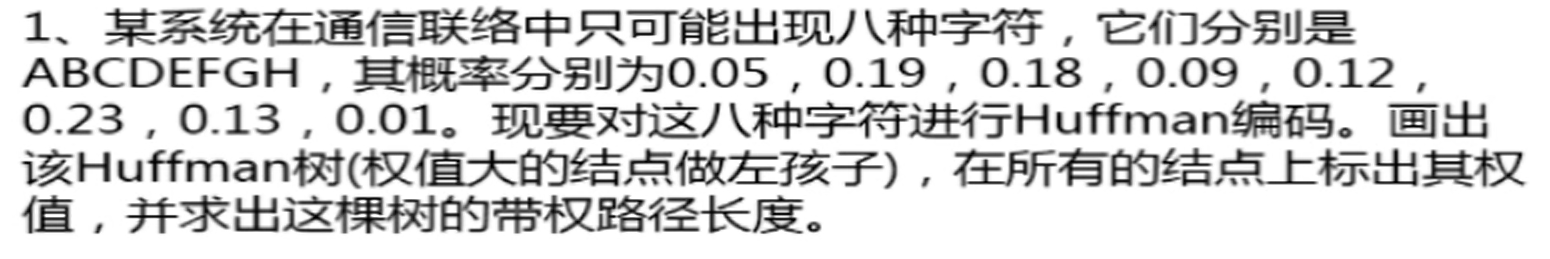 1、某系统在通信联络中只可能出现八种字符，它们分别是
ABCDEFGH，其概率分别为0.05，0.19，0.18，0.09，0.12，
0.23，0.13，0.01。现要对这八种字符进行Huffman编码。画出
该Huffman树(权值大的结点做左孩子)，在所有的结点上标出其权
值，并求出这棵树的带权路径长度。